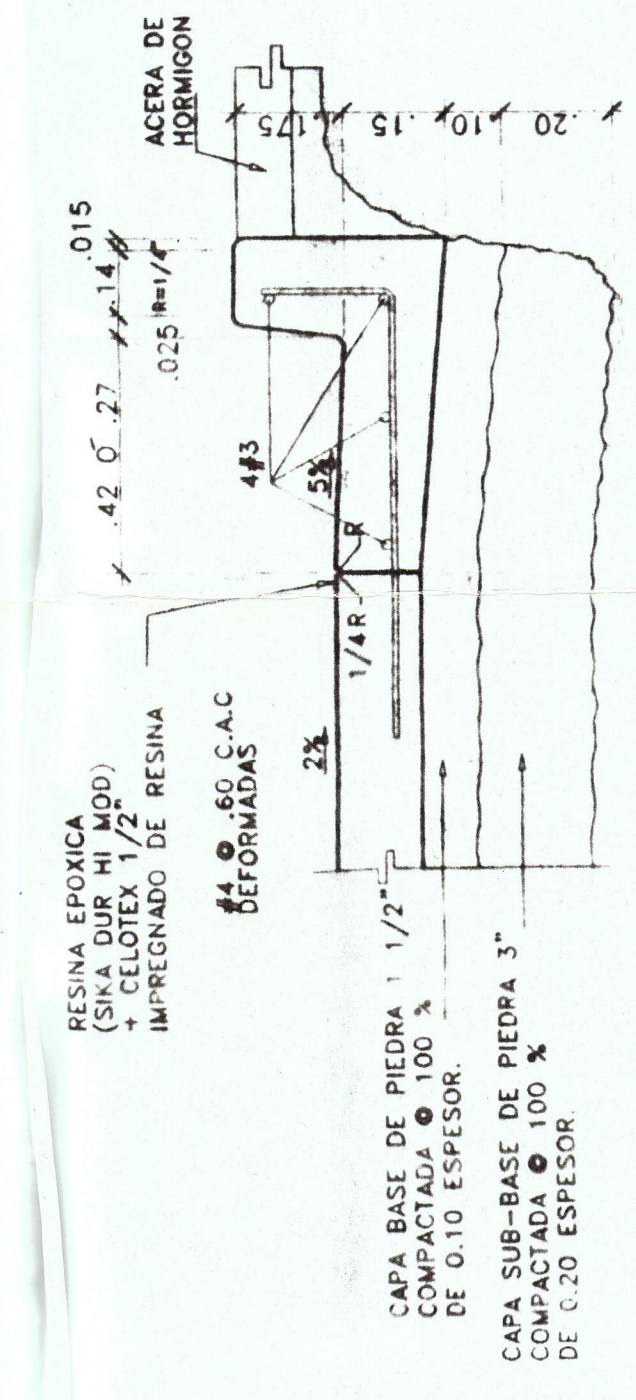 RESINA EPOXICA
(SIKA DUR HI MOD)
+ CELOTEX 1/2"
IMPREGNADO DE RESINA
#4 @ .60 C.A.C
DEFORMADAS
.42 O .27
.14
.015
.025
R=1/4"
ACERA DE
HORMIGON
4#3
5%
2%
1/4R
R
.175
.15
.10
.20
CAPA BASE DE PIEDRA 1 1/2"
COMPACTADA @ 100 %
DE 0.10 ESPESOR.
CAPA SUB-BASE DE PIEDRA 3"
COMPACTADA @ 100 %
DE 0.20 ESPESOR.